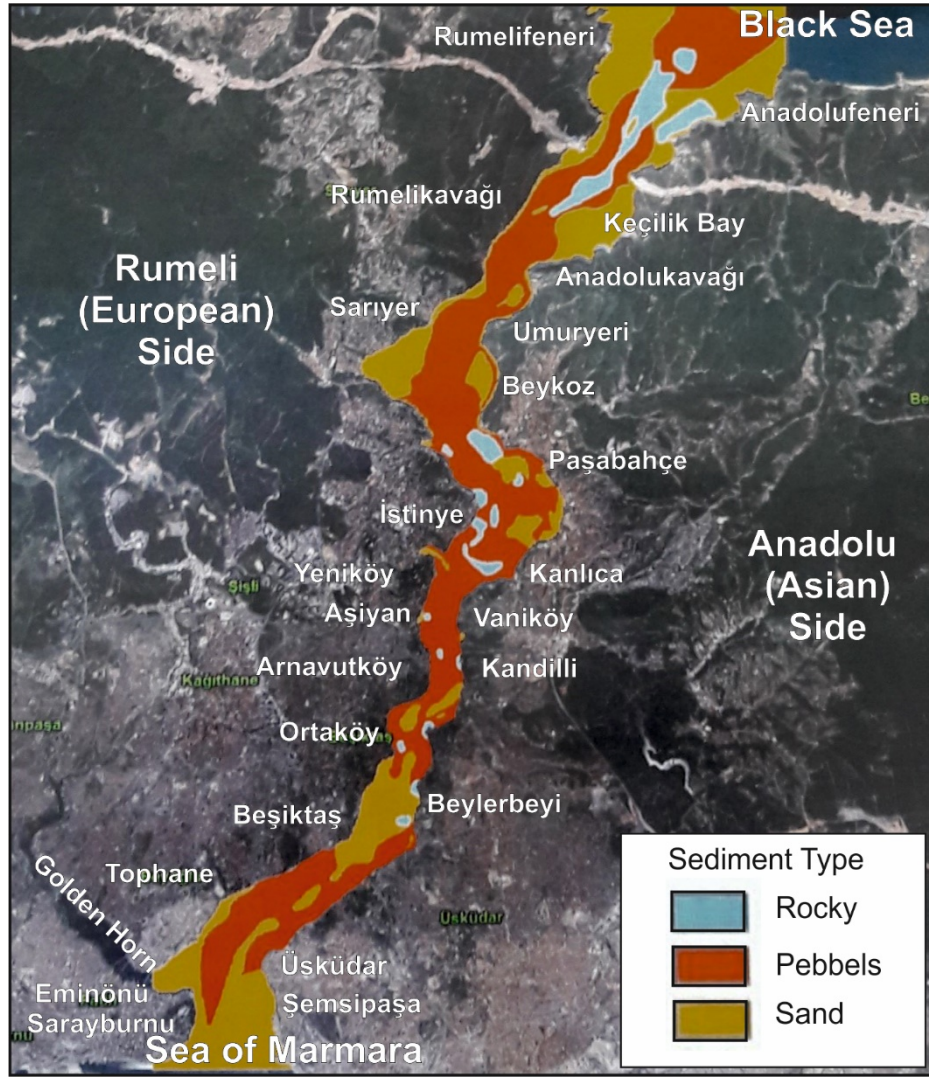 Black Sea
Rumelifeneri
Anadolufeneri
Rumelikavağı
Keçilik Bay
Rumeli
(European)
Side
Anadolukavağı
Sarıyer
Umuryeri
Beykoz
Paşabahçe
İstinye
Anadolu
(Asian)
Side
Yeniköy
Kanlıca
Şişli
Aşiyan
Vaniköy
Arnavutköy
Kandilli
Kağıthane
Ortaköy
Beşiktaş
Beylerbeyi
Tophane
Golden Horn
Üsküdar
Üsküdar
Eminönü
Şemsipaşa
Sarayburnu
Sea of Marmara
Sediment Type
Rocky
Pebbels
Sand